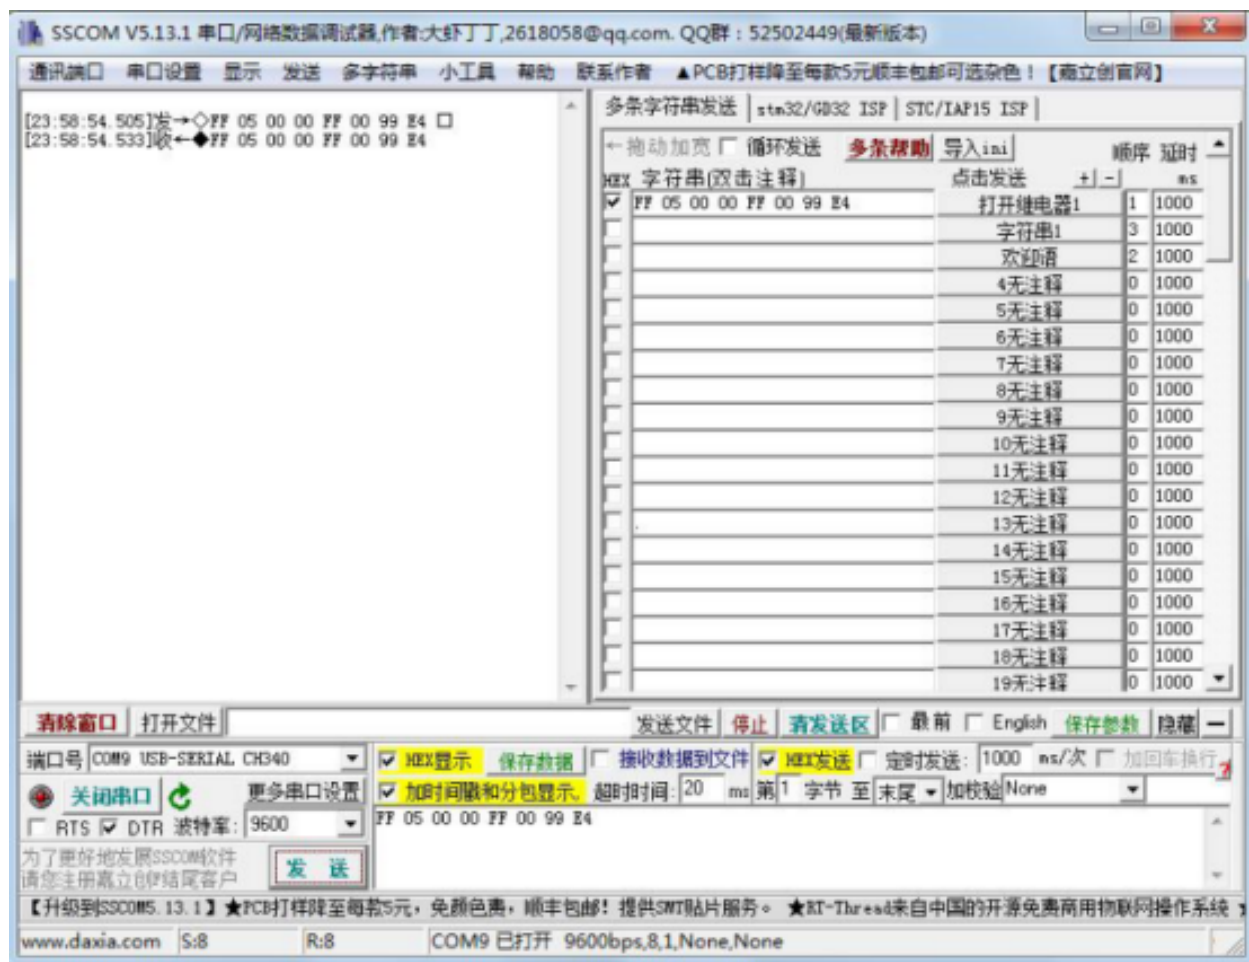 SSCOM V5.13.1 串口/网络数据调试器,作者:大虾丁丁,2618058@qq.com. QQ群：52502449(最新版本)
通讯端口 串口设置 显示 发送 多字符串 小工具 帮助 联系作者 ▲PCB打样降至每款5元顺丰包邮可选杂色！【嘉立创官网】
[23:58:54.505]发→◇FF 05 00 00 FF 00 99 E4 □
[23:58:54.533]收←◆FF 05 00 00 FF 00 99 E4
多条字符串发送 stm32/GD32 ISP STC/IAP15 ISP
←拖动加宽 循环发送 多条帮助 导入ini 顺序 延时
HEX 字符串(双击注释) 点击发送 + - ms
FF 05 00 00 FF 00 99 E4 打开继电器1 1 1000
字符串1 3 1000
欢迎语 2 1000
4无注释 0 1000
5无注释 0 1000
6无注释 0 1000
7无注释 0 1000
8无注释 0 1000
9无注释 0 1000
10无注释 0 1000
11无注释 0 1000
12无注释 0 1000
13无注释 0 1000
14无注释 0 1000
15无注释 0 1000
16无注释 0 1000
17无注释 0 1000
18无注释 0 1000
19无注释 0 1000
清除窗口 打开文件 发送文件 停止 清发送区 最前 English 保存参数 隐藏 －
端口号 COM9 USB-SERIAL CH340 HEX显示 保存数据 接收数据到文件 HEX发送 定时发送: 1000 ms/次 加回车换行
关闭串口 更多串口设置 加时间戳和分包显示, 超时时间: 20 ms 第1 字节 至 末尾 加校验 None
RTS DTR 波特率: 9600
FF 05 00 00 FF 00 99 E4
为了更好地发展SSCOM软件
请您注册嘉立创F结尾客户
发 送
【升级到SSCOM5.13.1】★PCB打样降至每款5元，免颜色费，顺丰包邮！提供SMT贴片服务。 ★RT-Thread来自中国的开源免费商用物联网操作系统
www.daxia.com S:8 R:8 COM9 已打开 9600bps,8,1,None,None